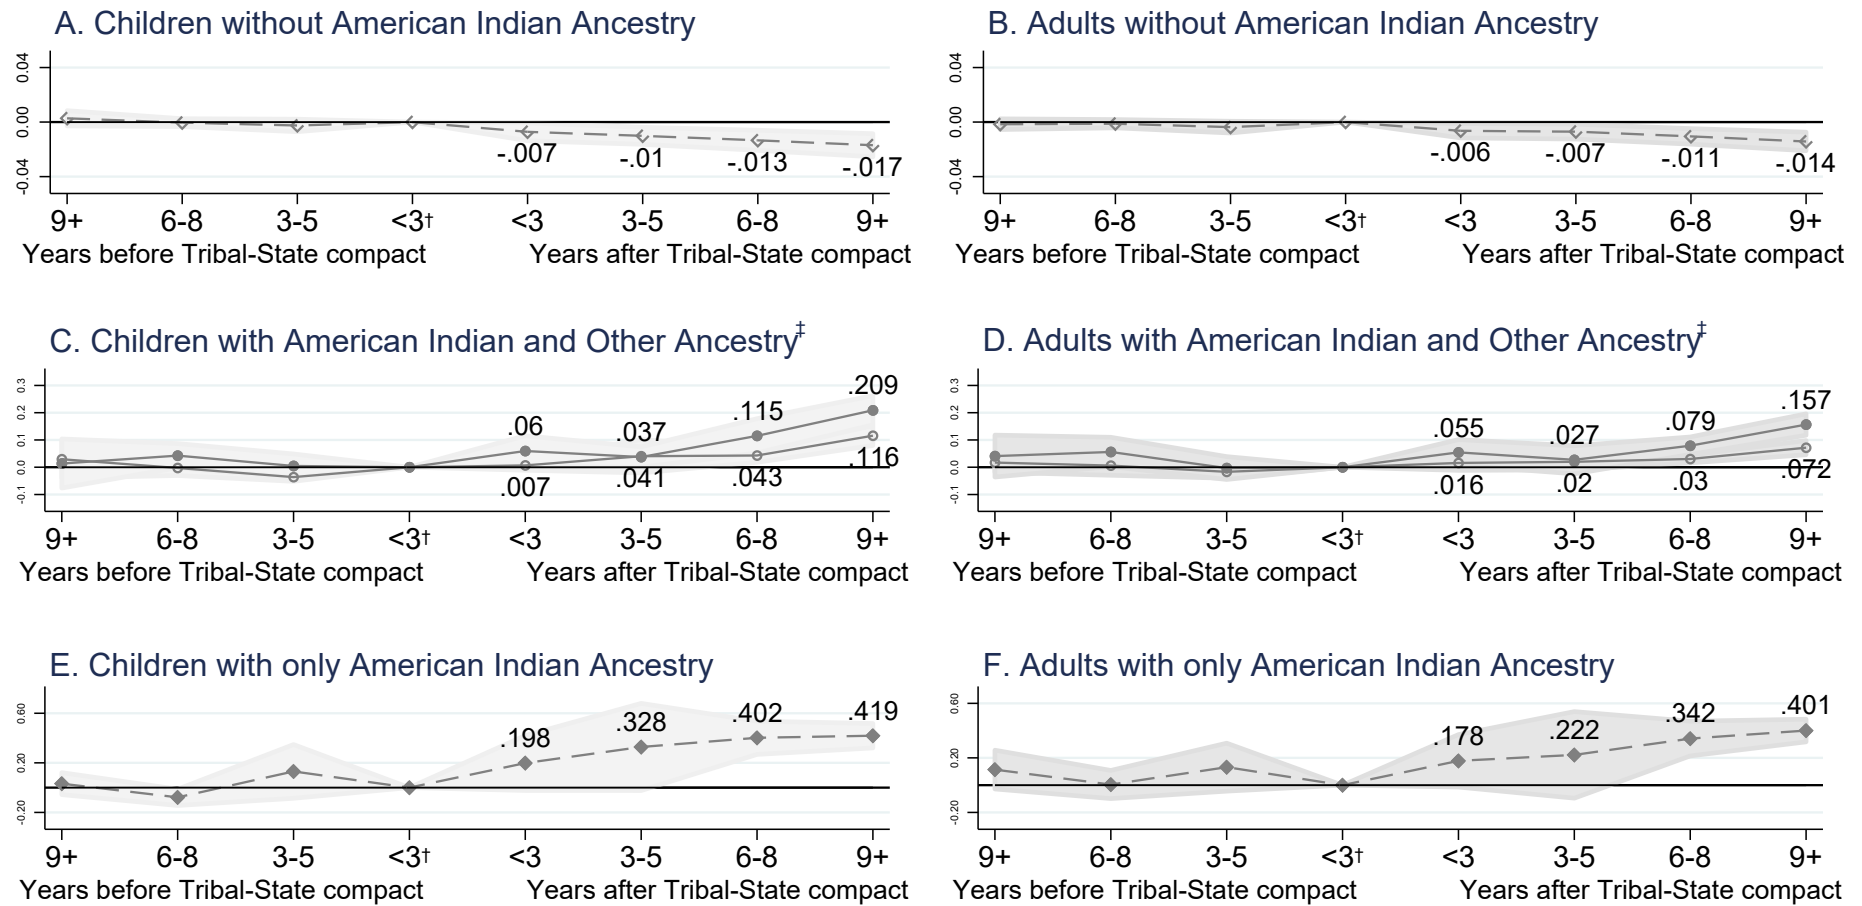 A. Children without American Indian Ancestry
0.04
0.00
-0.04
-.007
-.01
-.013
-.017
9+ 6-8 3-5 <3† <3 3-5 6-8 9+
Years before Tribal-State compact Years after Tribal-State compact
B. Adults without American Indian Ancestry
0.04
0.00
-0.04
-.006
-.007
-.011
-.014
9+ 6-8 3-5 <3† <3 3-5 6-8 9+
Years before Tribal-State compact Years after Tribal-State compact
C. Children with American Indian and Other Ancestry‡
0.3
0.2
0.1
0.0
-0.1
.06 .037 .115 .209
.007 .041 .043 .116
9+ 6-8 3-5 <3† <3 3-5 6-8 9+
Years before Tribal-State compact Years after Tribal-State compact
D. Adults with American Indian and Other Ancestry‡
0.3
0.2
0.1
0.0
-0.1
.055 .027 .079 .157
.016 .02 .03 .072
9+ 6-8 3-5 <3† <3 3-5 6-8 9+
Years before Tribal-State compact Years after Tribal-State compact
E. Children with only American Indian Ancestry
0.60
0.20
-0.20
.198 .328 .402 .419
9+ 6-8 3-5 <3† <3 3-5 6-8 9+
Years before Tribal-State compact Years after Tribal-State compact
F. Adults with only American Indian Ancestry
0.60
0.20
-0.20
.178 .222 .342 .401
9+ 6-8 3-5 <3† <3 3-5 6-8 9+
Years before Tribal-State compact Years after Tribal-State compact